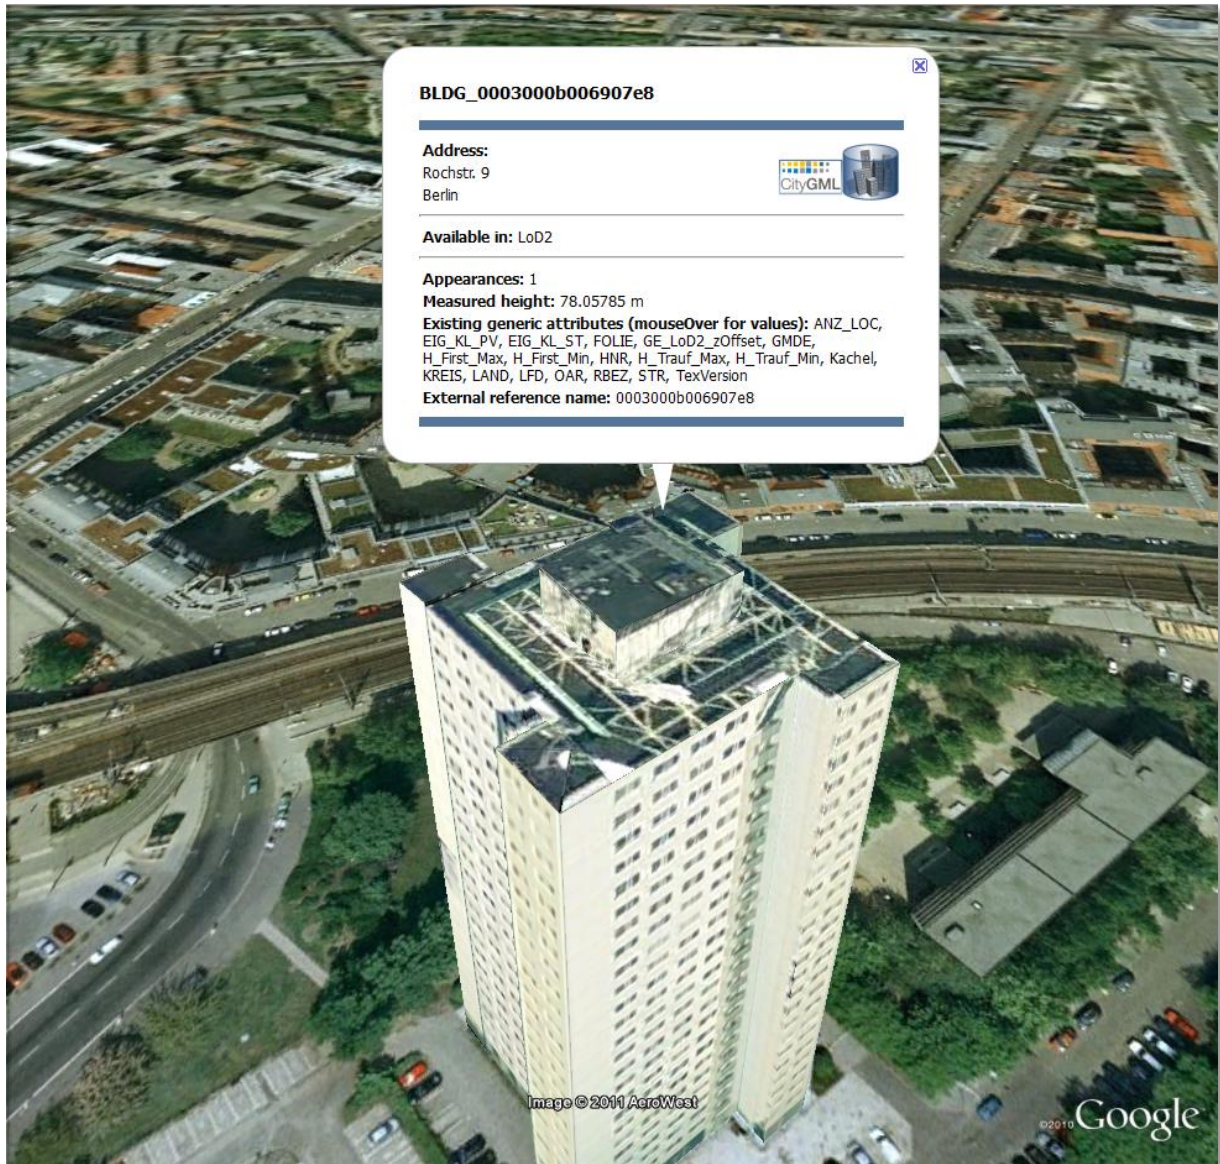 BLDG_0003000b006907e8
Address:
Rochstr. 9
Berlin
CityGML
Available in: LoD2
Appearances: 1
Measured height: 78.05785 m
Existing generic attributes (mouseOver for values): ANZ_LOC,
EIG_KL_PV, EIG_KL_ST, FOLIE, GE_LoD2_zOffset, GMDE,
H_First_Max, H_First_Min, HNR, H_Trauf_Max, H_Trauf_Min, Kachel,
KREIS, LAND, LFD, OAR, RBEZ, STR, TexVersion
External reference name: 0003000b006907e8
Image © 2011 AeroWest
©2010 Google